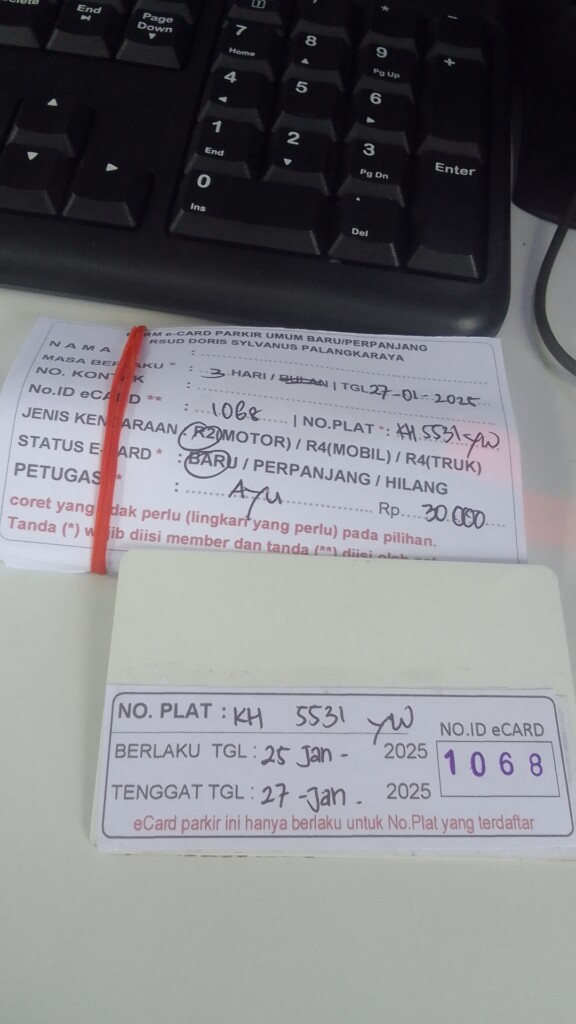 End
Page
Down
7
Home
8
9
Pg Up
+
4
5
6
1
End
2
3
Pg Dn
Enter
0
Ins
.
Del
e-CARD PARKIR UMUM BARU/PERPANJANG
RSUD DORIS SYLVANUS PALANGKARAYA
NAMA :
MASA BERLAKU * : 3 HARI / BULAN | TGL 27-01-2025
NO. KONTAK :
No.ID eCARD ** : 1068 | NO.PLAT * : KH 5531 YW
JENIS KENDARAAN : R2(MOTOR) / R4(MOBIL) / R4(TRUK)
STATUS E-CARD * : BARU / PERPANJANG / HILANG
PETUGAS ** : AYU Rp. 30.000
coret yang tidak perlu (lingkari yang perlu) pada pilihan.
Tanda (*) wajib diisi member dan tanda (**) diisi oleh
NO. PLAT : KH 5531 YW
NO.ID eCARD
BERLAKU TGL : 25 Jan - 2025
1068
TENGGAT TGL : 27 - Jan. 2025
eCard parkir ini hanya berlaku untuk No.Plat yang terdaftar